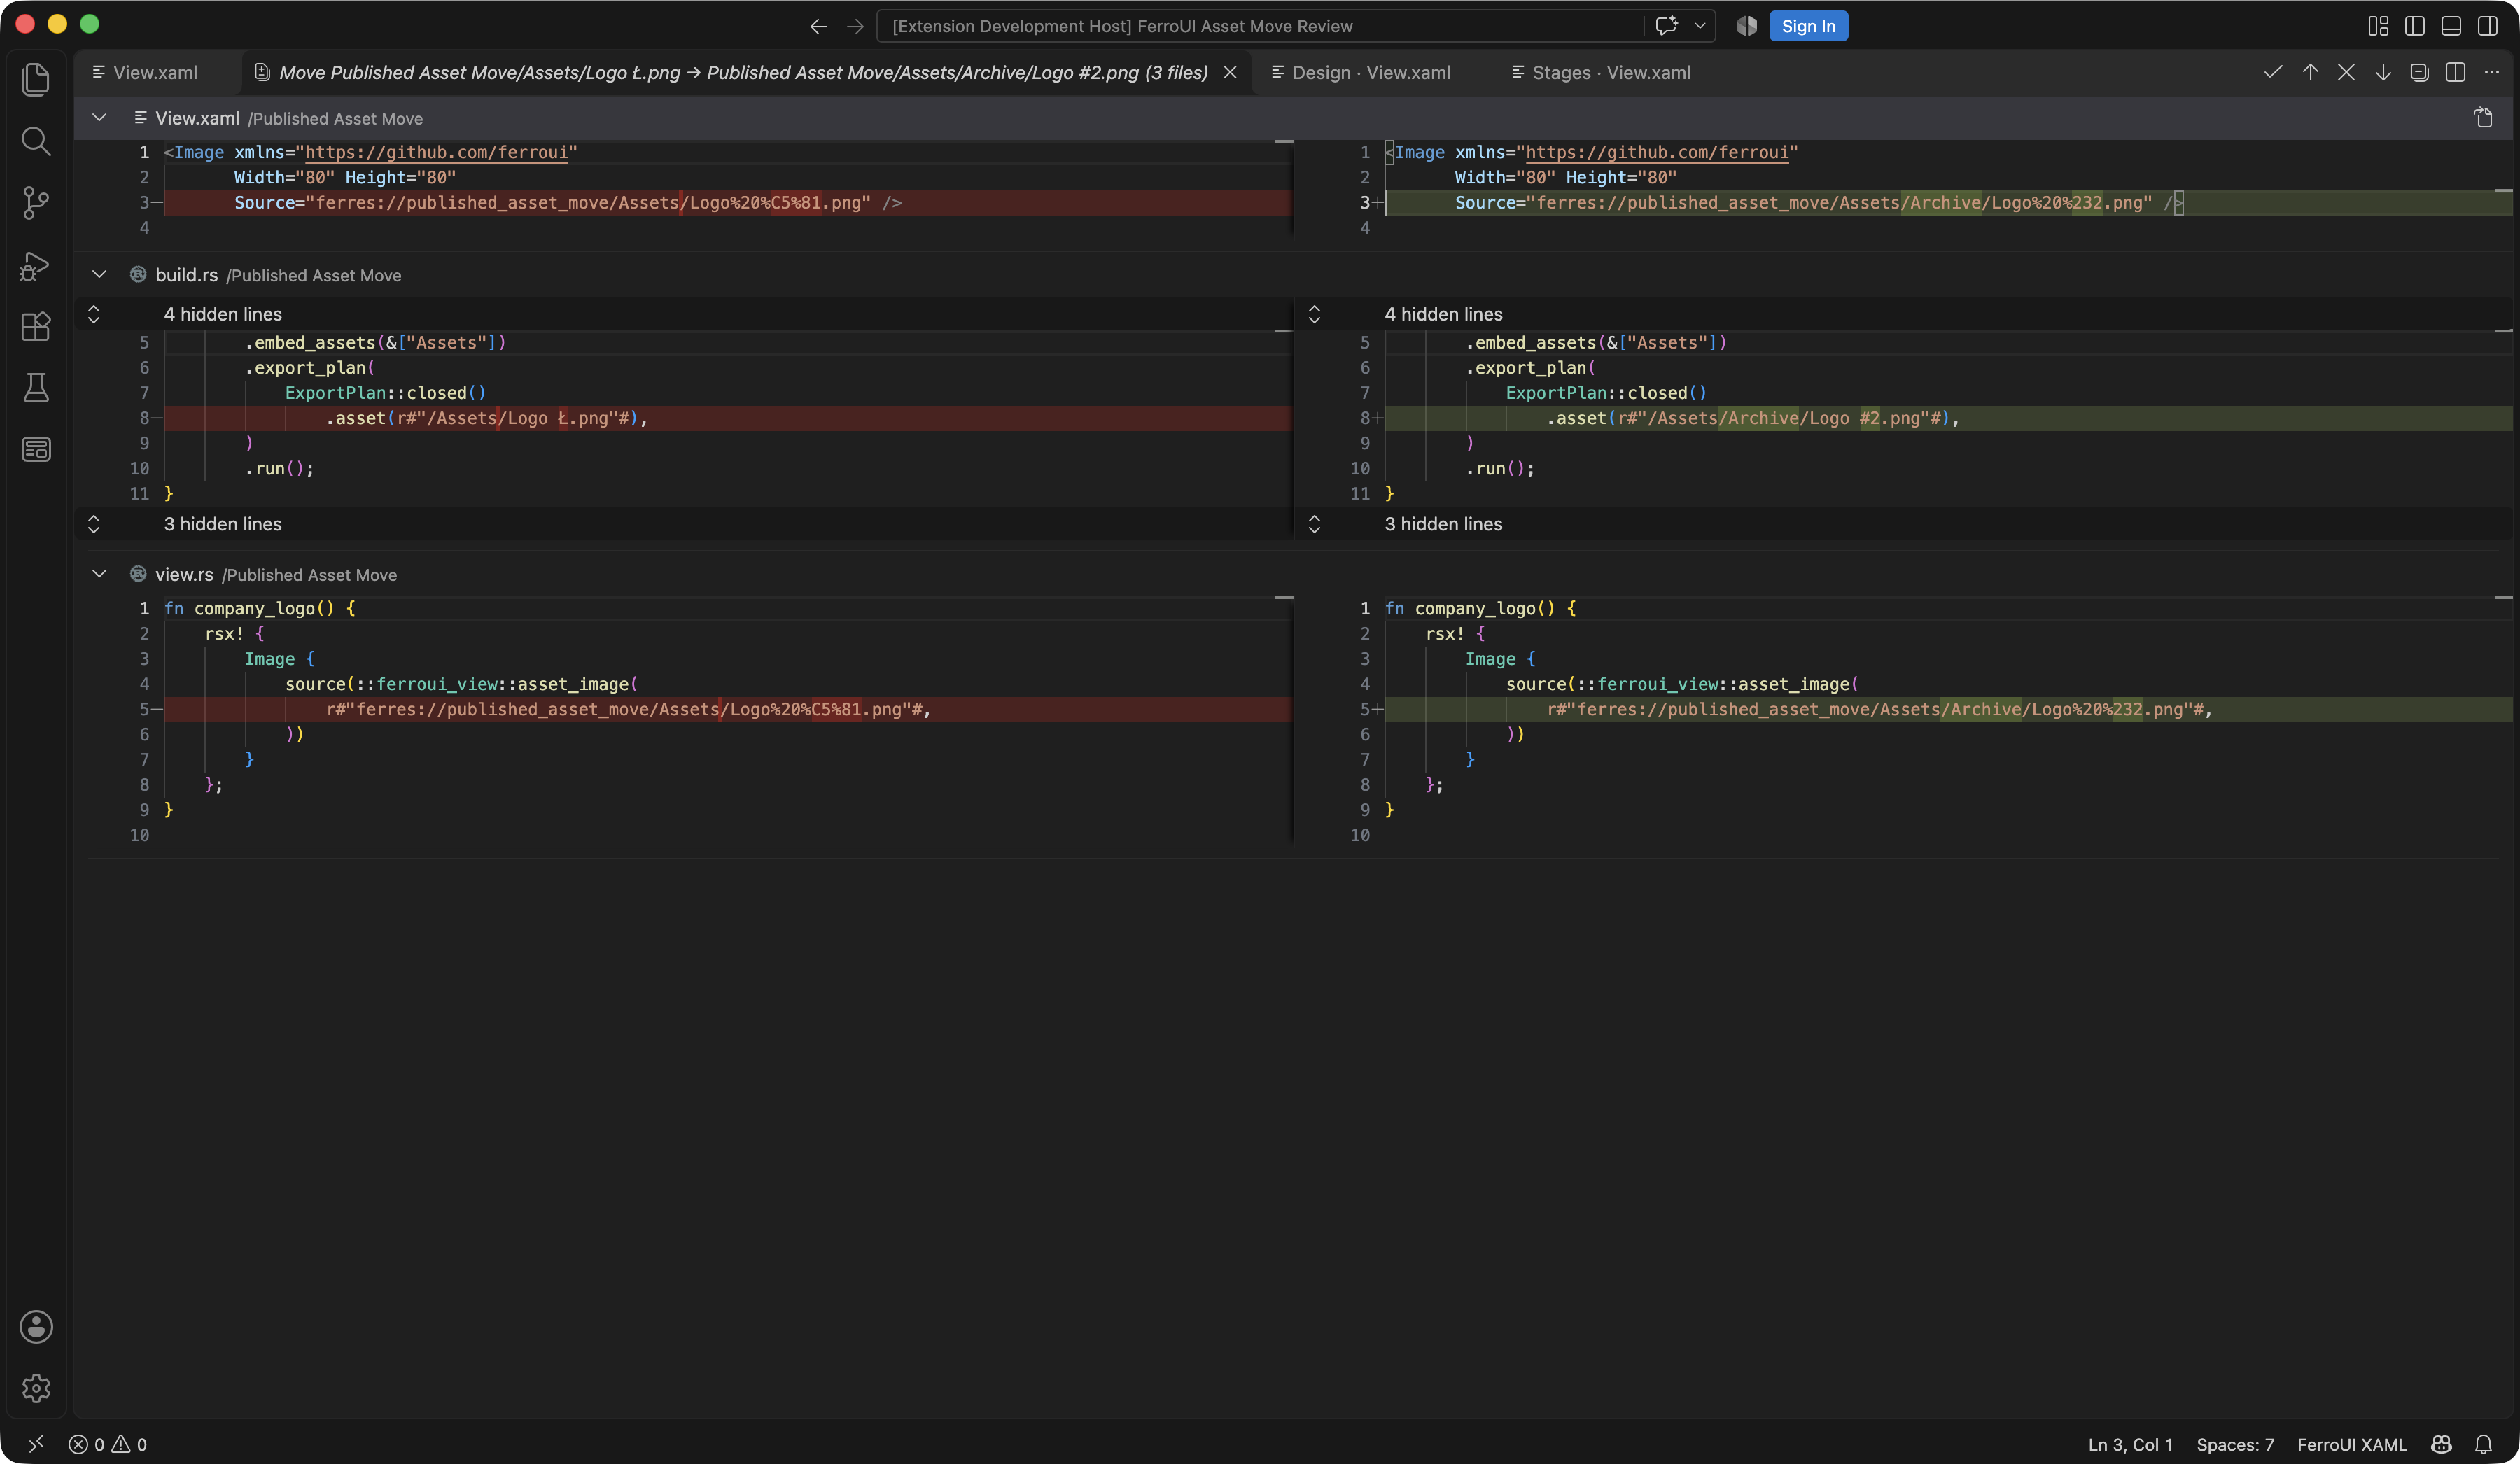 [Extension Development Host] FerroUI Asset Move Review
Sign In
View.xaml
Move Published Asset Move/Assets/Logo Ł.png → Published Asset Move/Assets/Archive/Logo #2.png (3 files)
Design · View.xaml
Stages · View.xaml
View.xaml /Published Asset Move
1 <Image xmlns="https://github.com/ferroui"
2 Width="80" Height="80"
3— Source="ferres://published_asset_move/Assets/Logo%20%C5%81.png" />
4
1 <Image xmlns="https://github.com/ferroui"
2 Width="80" Height="80"
3+ Source="ferres://published_asset_move/Assets/Archive/Logo%20%232.png" />
4
build.rs /Published Asset Move
4 hidden lines
5 .embed_assets(&["Assets"])
6 .export_plan(
7 ExportPlan::closed()
8— .asset(r#"/Assets/Logo Ł.png"#),
9 )
10 .run();
11 }
3 hidden lines
4 hidden lines
5 .embed_assets(&["Assets"])
6 .export_plan(
7 ExportPlan::closed()
8+ .asset(r#"/Assets/Archive/Logo #2.png"#),
9 )
10 .run();
11 }
3 hidden lines
view.rs /Published Asset Move
1 fn company_logo() {
2 rsx! {
3 Image {
4 source(::ferroui_view::asset_image(
5— r#"ferres://published_asset_move/Assets/Logo%20%C5%81.png"#,
6 ))
7 }
8 };
9 }
10
1 fn company_logo() {
2 rsx! {
3 Image {
4 source(::ferroui_view::asset_image(
5+ r#"ferres://published_asset_move/Assets/Archive/Logo%20%232.png"#,
6 ))
7 }
8 };
9 }
10
0 0
Ln 3, Col 1
Spaces: 7
FerroUI XAML